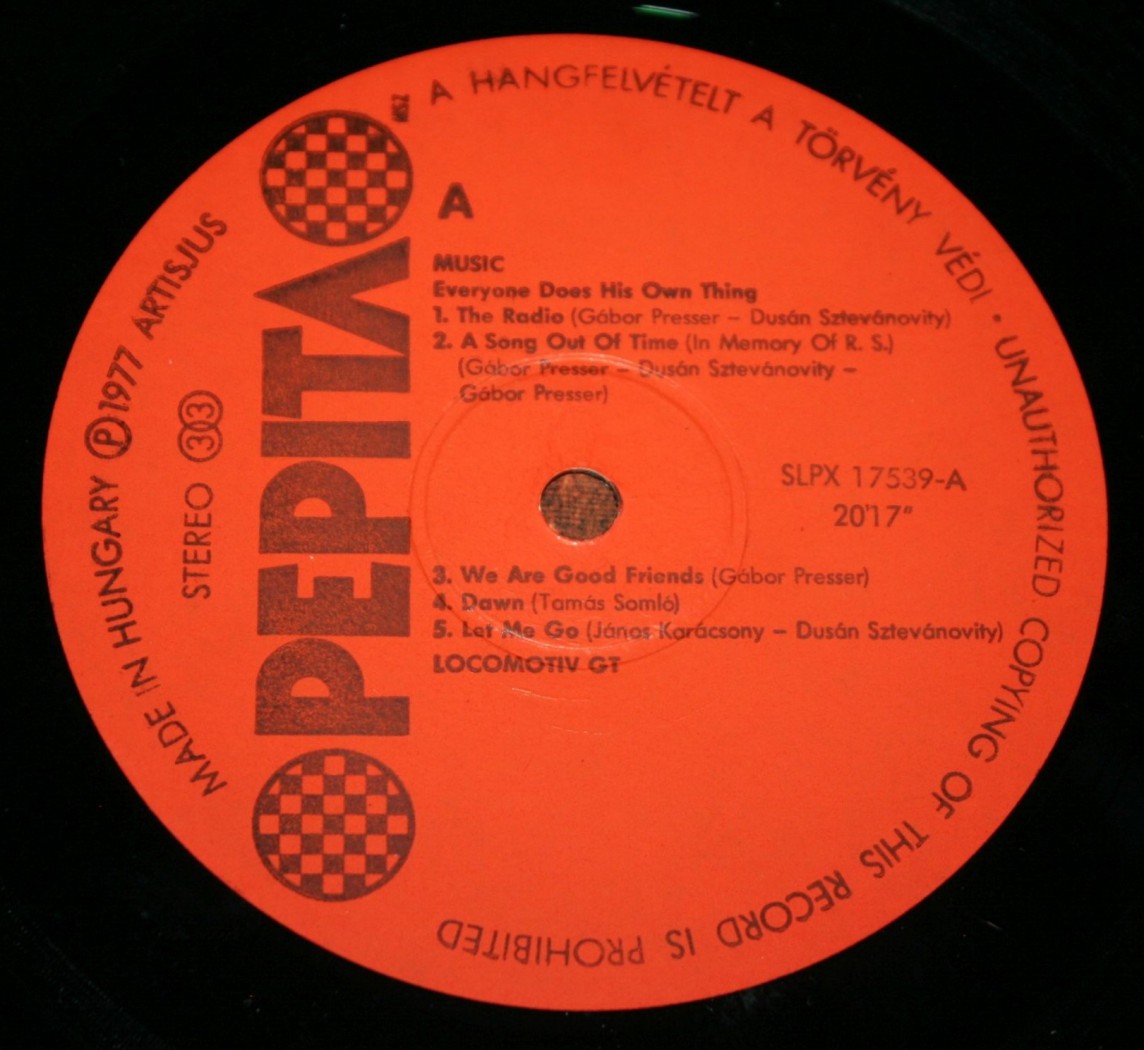 A HANGFELVÉTELT A TÖRVÉNY VÉDI • UNAUTHORIZED COPYING OF THIS RECORD IS PROHIBITED
MADE IN HUNGARY Ⓟ 1977 ARTISJUS
STEREO 33
PEPITA
A
MUSIC
Everyone Does His Own Thing
1. The Radio (Gábor Presser – Dusán Sztevánovity)
2. A Song Out Of Time (In Memory Of R. S.)
(Gábor Presser – Dusán Sztevánovity –
Gábor Presser)
SLPX 17539-A
20'17"
3. We Are Good Friends (Gábor Presser)
4. Dawn (Tamás Somló)
5. Let Me Go (János Karácsony – Dusán Sztevánovity)
LOCOMOTIV GT